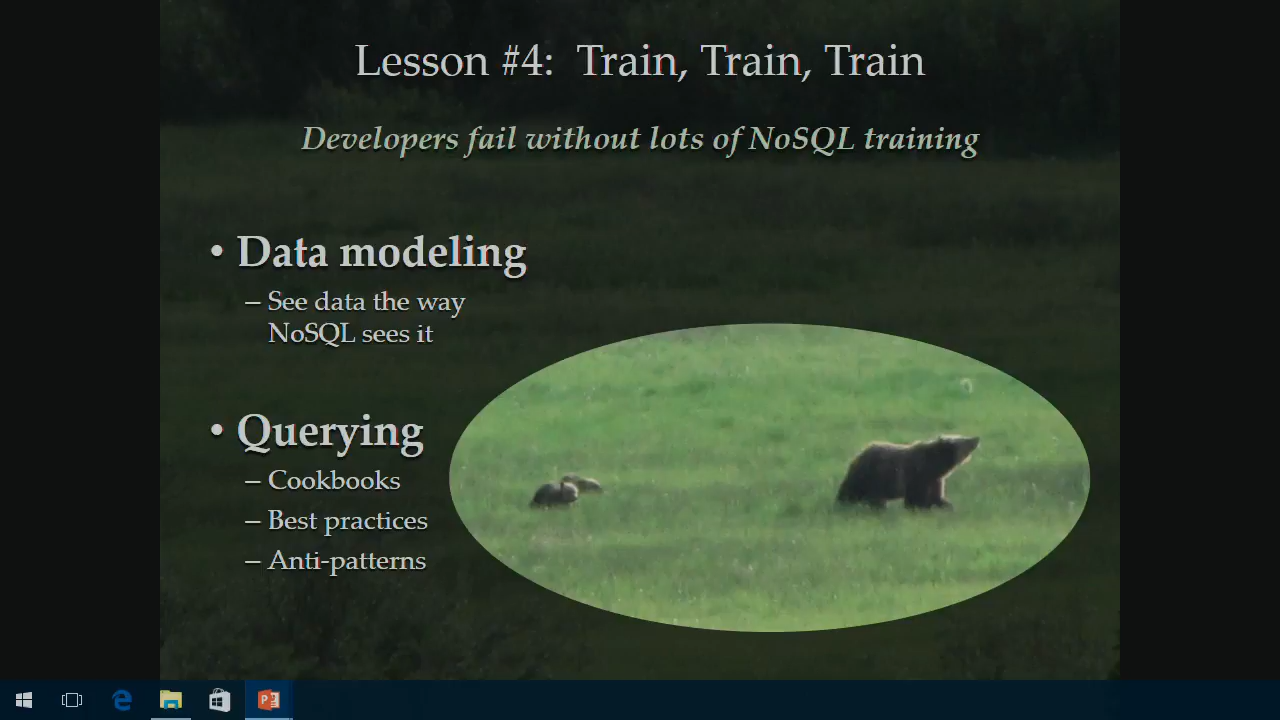 Lesson #4: Train, Train, Train
Developers fail without lots of NoSQL training
• Data modeling
– See data the way
NoSQL sees it
• Querying
– Cookbooks
– Best practices
– Anti-patterns